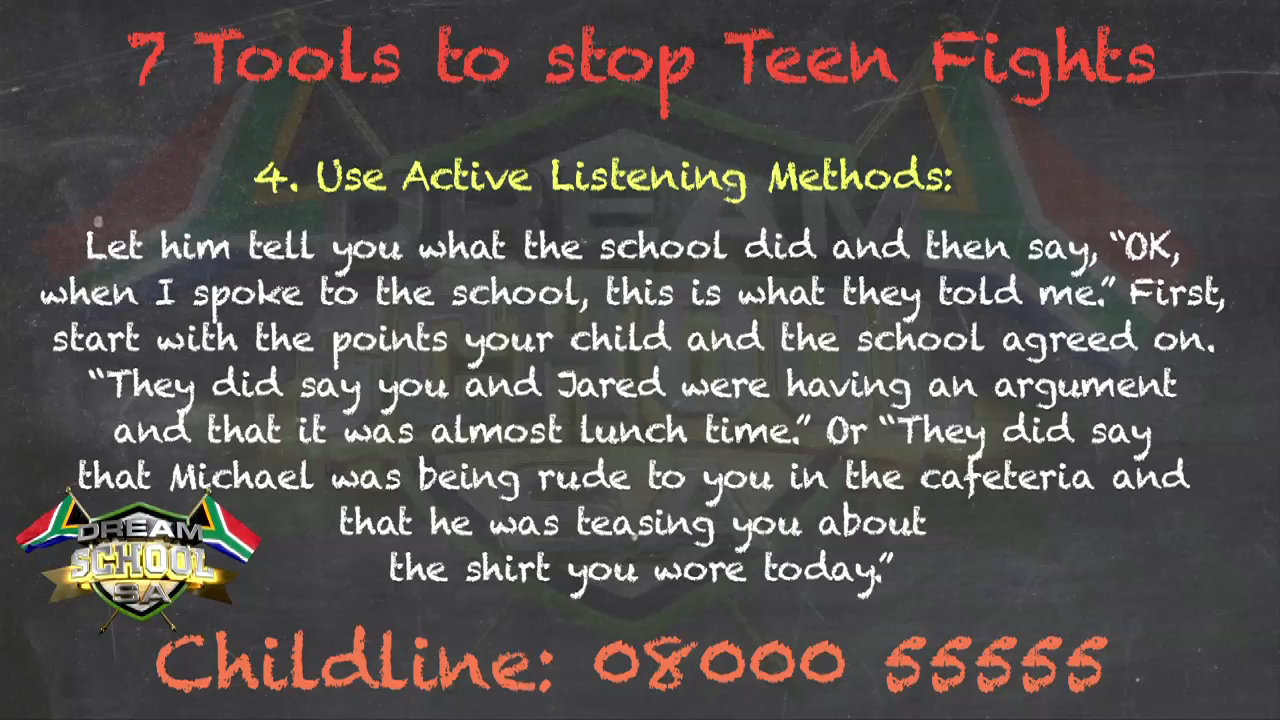 7 Tools to stop Teen Fights
4. Use Active Listening Methods:
Let him tell you what the school did and then say, “OK,
when I spoke to the school, this is what they told me.” First,
start with the points your child and the school agreed on.
“They did say you and Jared were having an argument
and that it was almost lunch time.” Or “They did say
that Michael was being rude to you in the cafeteria and
that he was teasing you about
the shirt you wore today.”
DREAM
SCHOOL
SA
Childline: 08000 55555